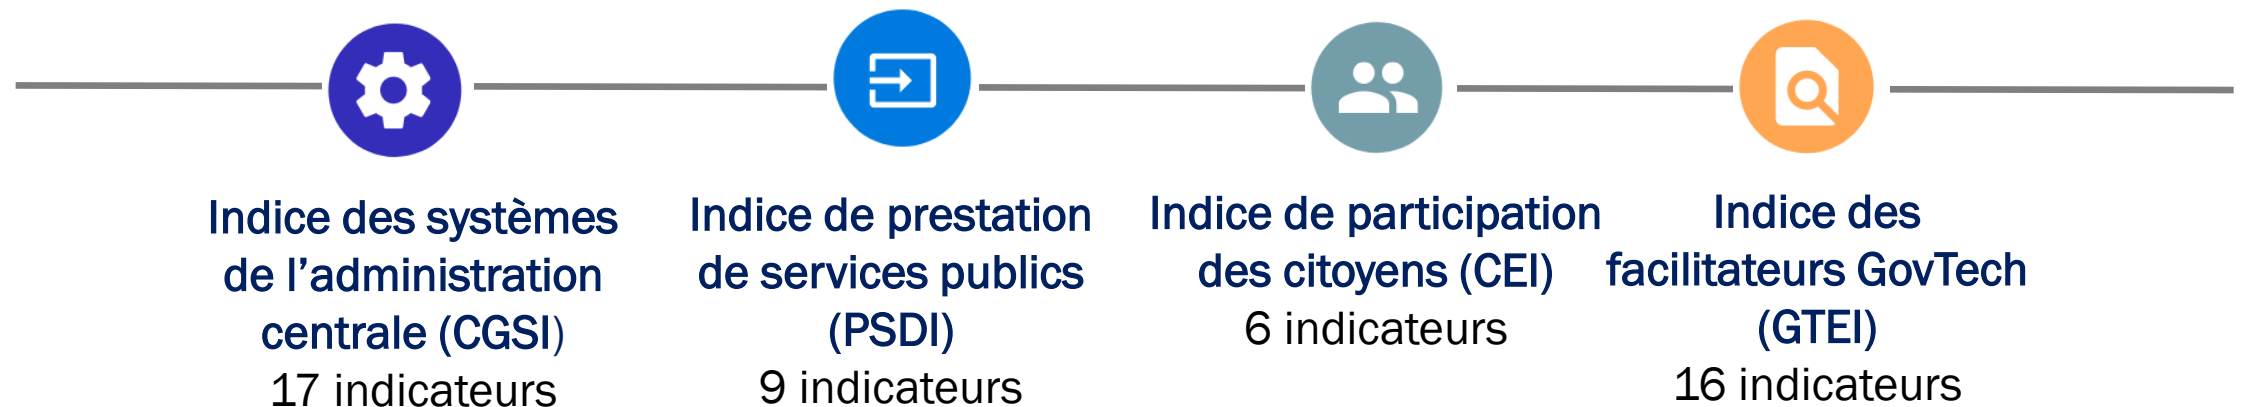 Indice des systèmes
de l’administration
centrale (CGSI)
17 indicateurs
Indice de prestation
de services publics
(PSDI)
9 indicateurs
Indice de participation
des citoyens (CEI)
6 indicateurs
Indice des
facilitateurs GovTech
(GTEI)
16 indicateurs